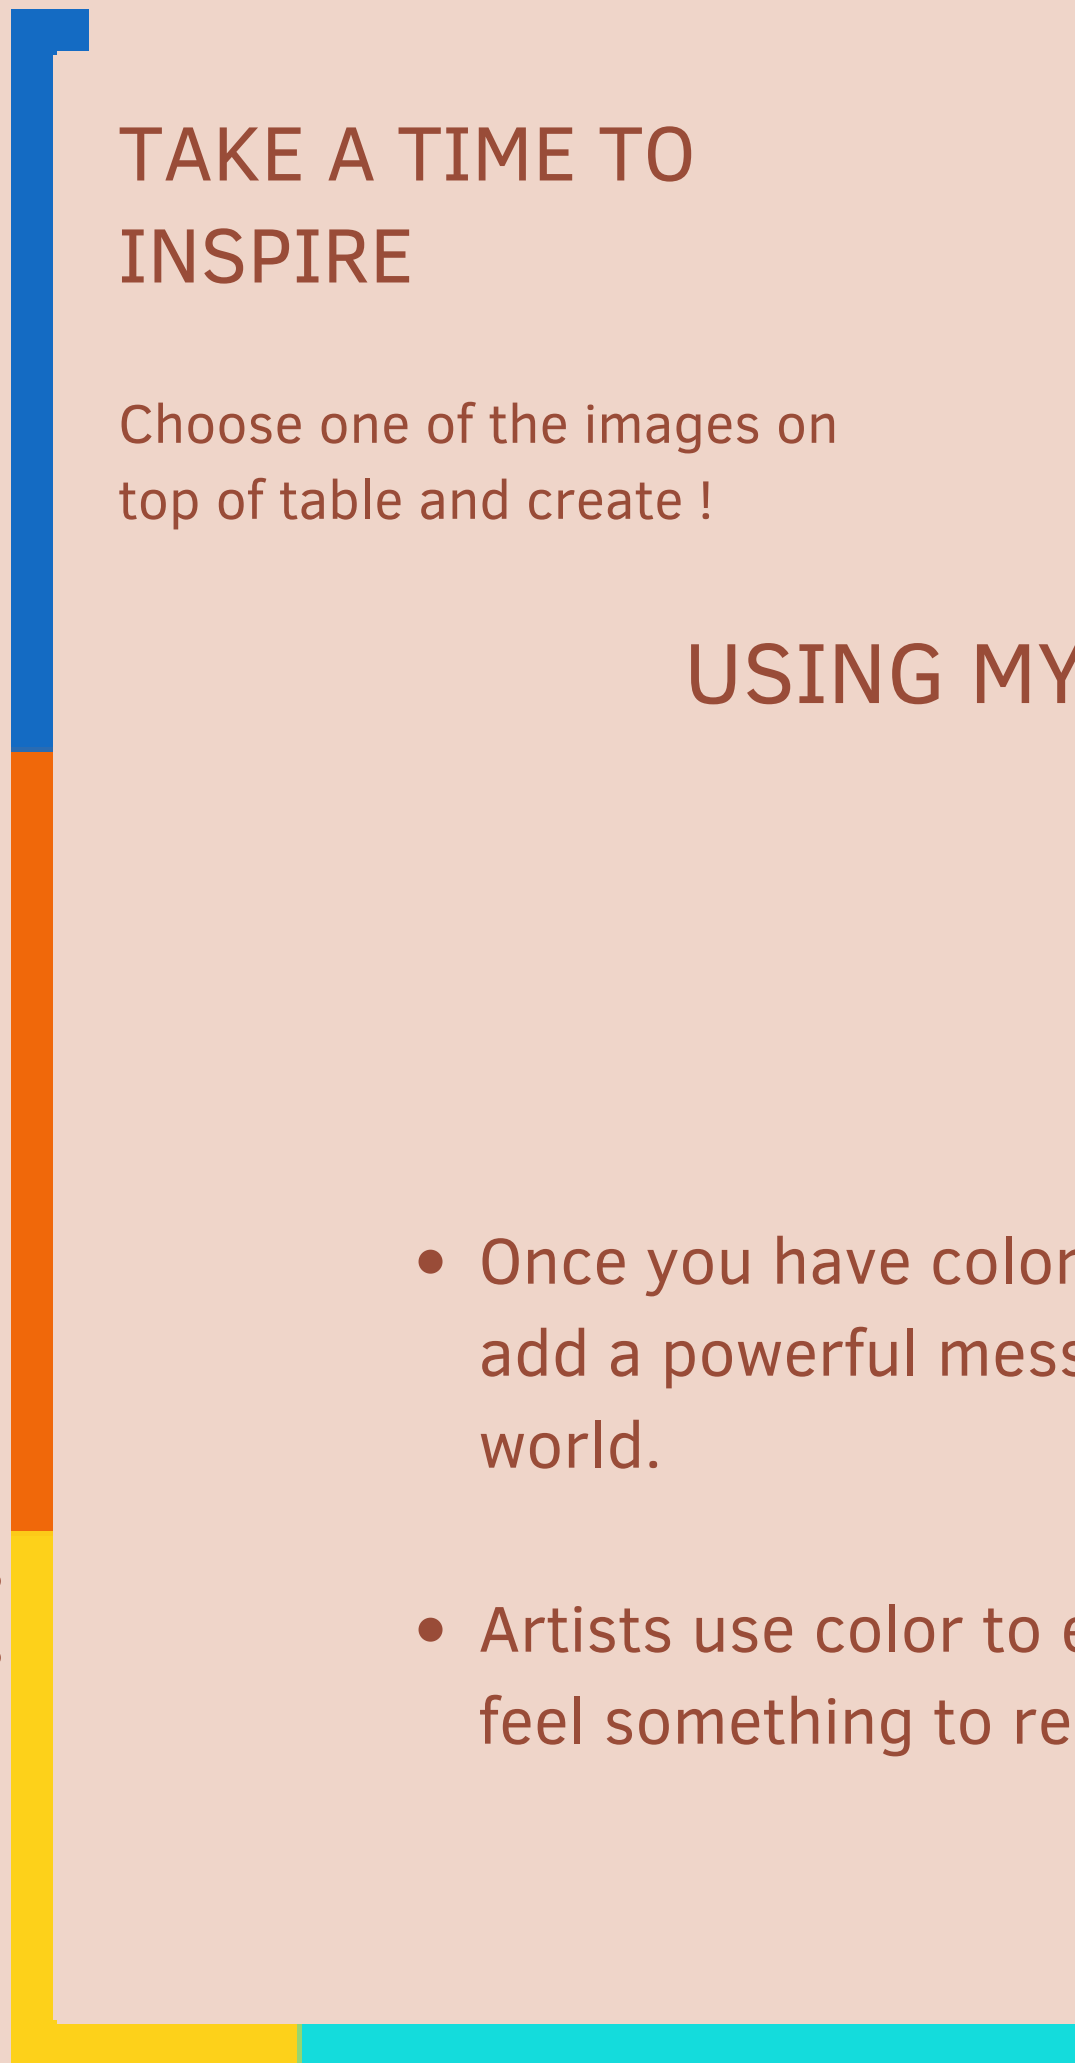 TAKE A TIME TO
INSPIRE
Choose one of the images on
top of table and create !
USING MY
• Once you have color
add a powerful mess
world.
• Artists use color to e
feel something to re